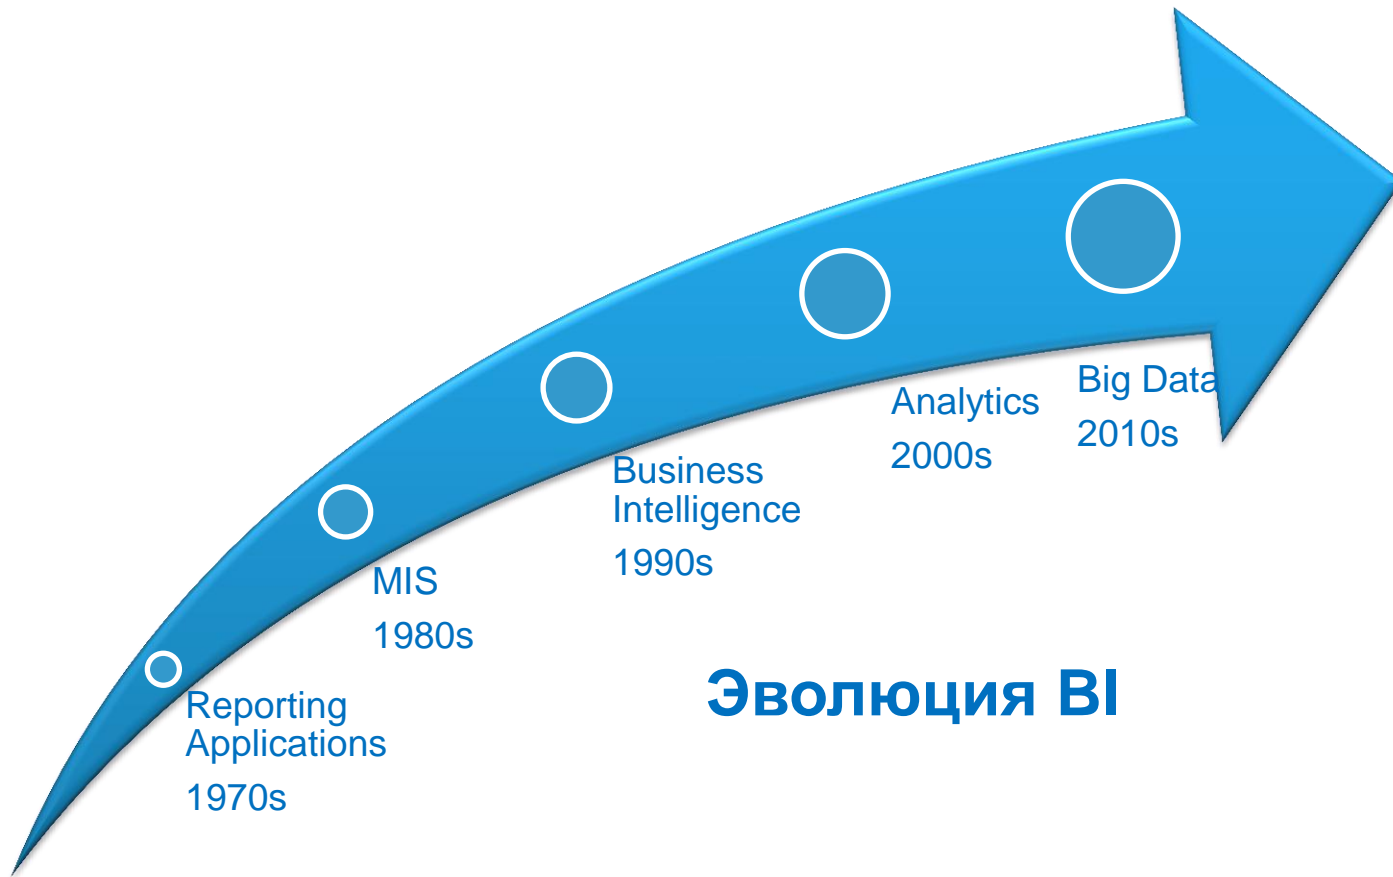 Reporting
Applications
1970s
MIS
1980s
Business
Intelligence
1990s
Analytics
2000s
Big Data
2010s
Эволюция BI